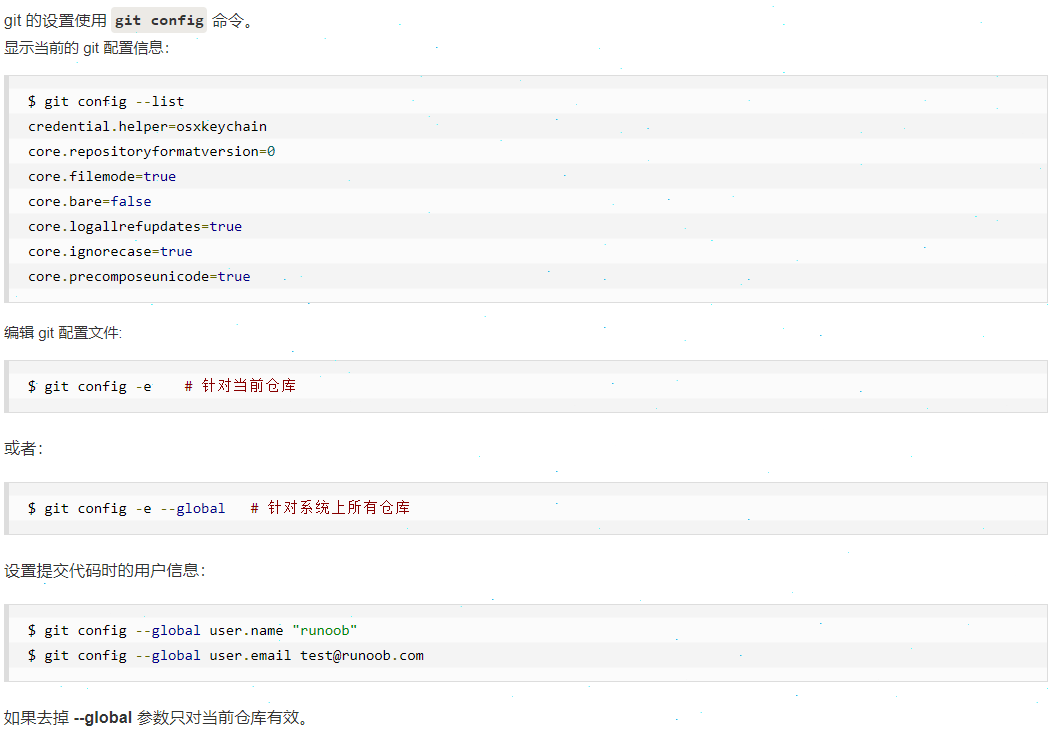 git 的设置使用 git config 命令。
显示当前的 git 配置信息：
$ git config --list
credential.helper=osxkeychain
core.repositoryformatversion=0
core.filemode=true
core.bare=false
core.logallrefupdates=true
core.ignorecase=true
core.precomposeunicode=true
编辑 git 配置文件:
$ git config -e    # 针对当前仓库
或者：
$ git config -e --global   # 针对系统上所有仓库
设置提交代码时的用户信息：
$ git config --global user.name "runoob"
$ git config --global user.email test@runoob.com
如果去掉 --global 参数只对当前仓库有效。